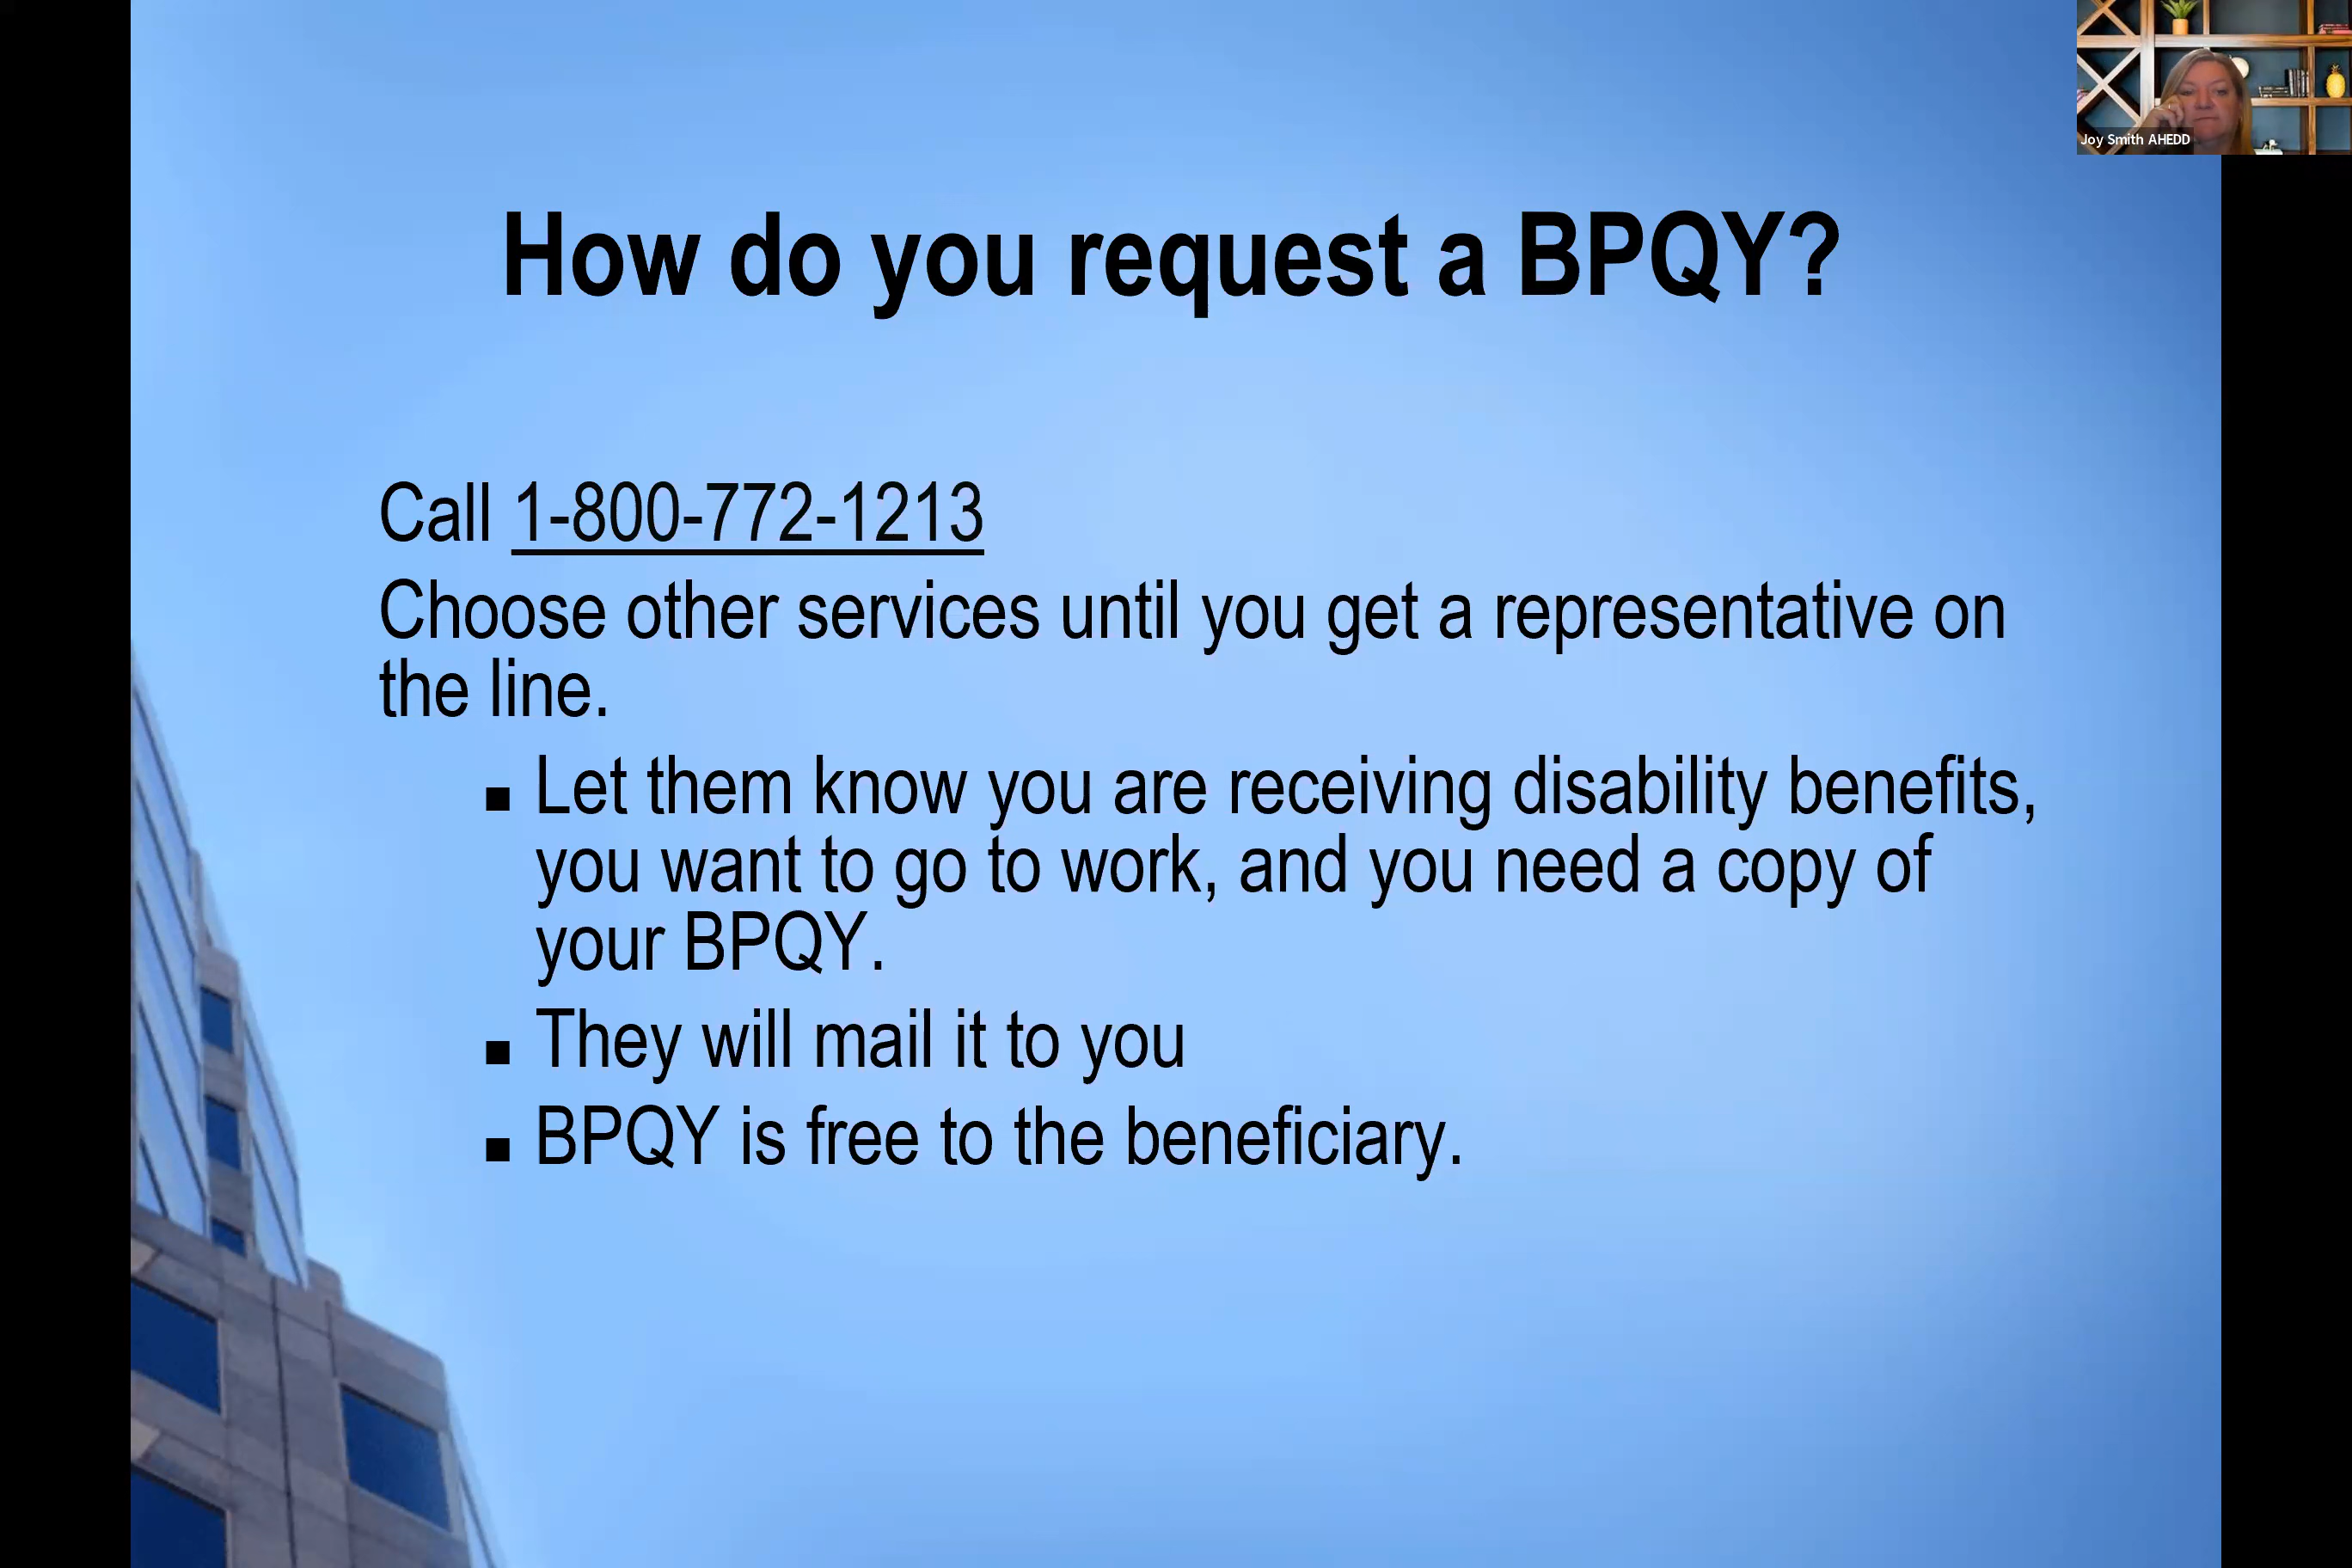 Joy Smith AHEDD
How do you request a BPQY?
Call 1-800-772-1213
Choose other services until you get a representative on
the line.
■ Let them know you are receiving disability benefits,
you want to go to work, and you need a copy of
your BPQY.
■ They will mail it to you
■ BPQY is free to the beneficiary.